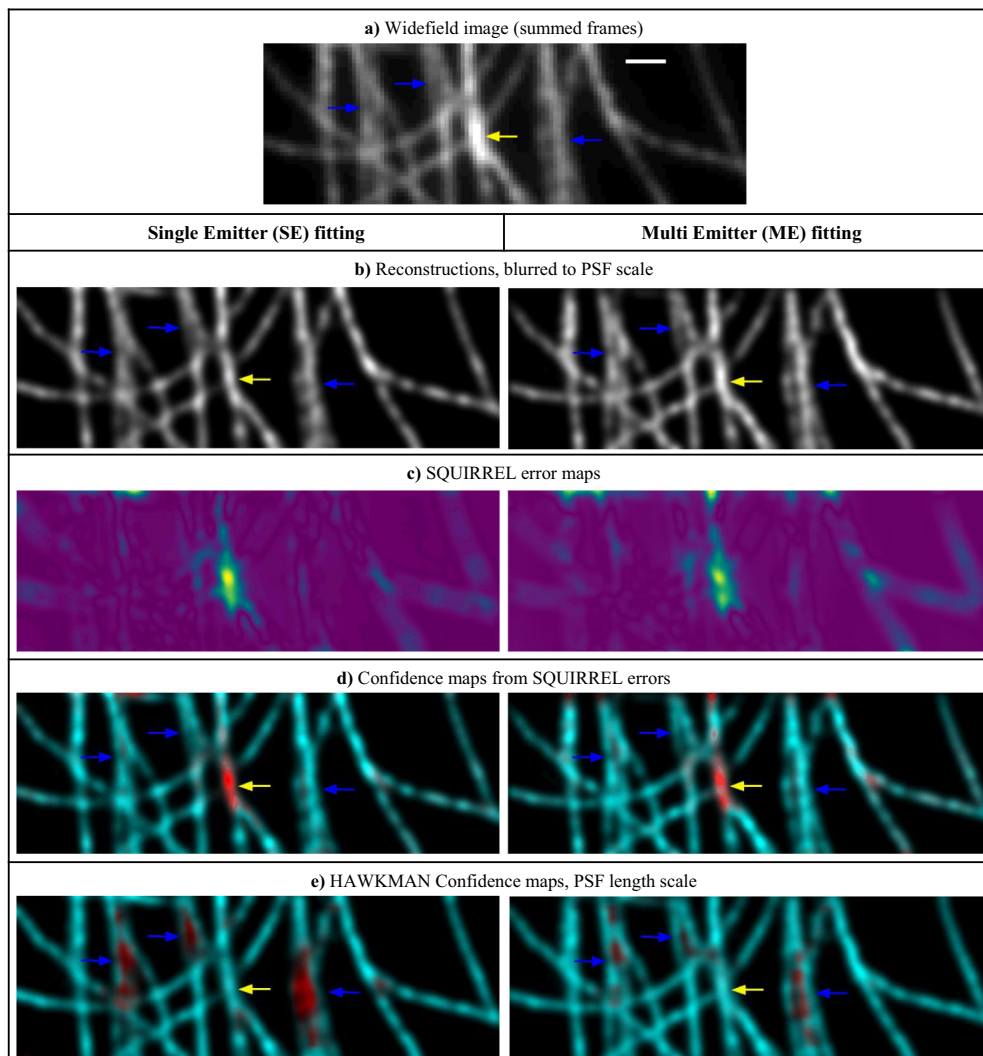 a) Widefield image (summed frames)
Single Emitter (SE) fitting
Multi Emitter (ME) fitting
b) Reconstructions, blurred to PSF scale
c) SQUIRREL error maps
d) Confidence maps from SQUIRREL errors
e) HAWKMAN Confidence maps, PSF length scale